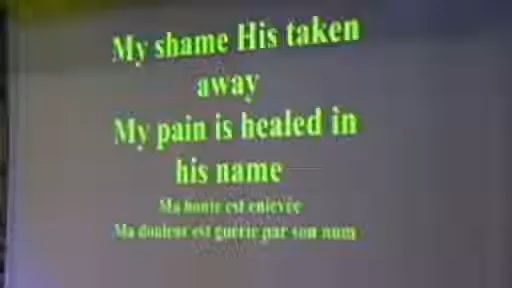 My shame His taken
away
My pain is healed in
his name
Ma honte est enlevée
Ma douleur est guérie par son nom